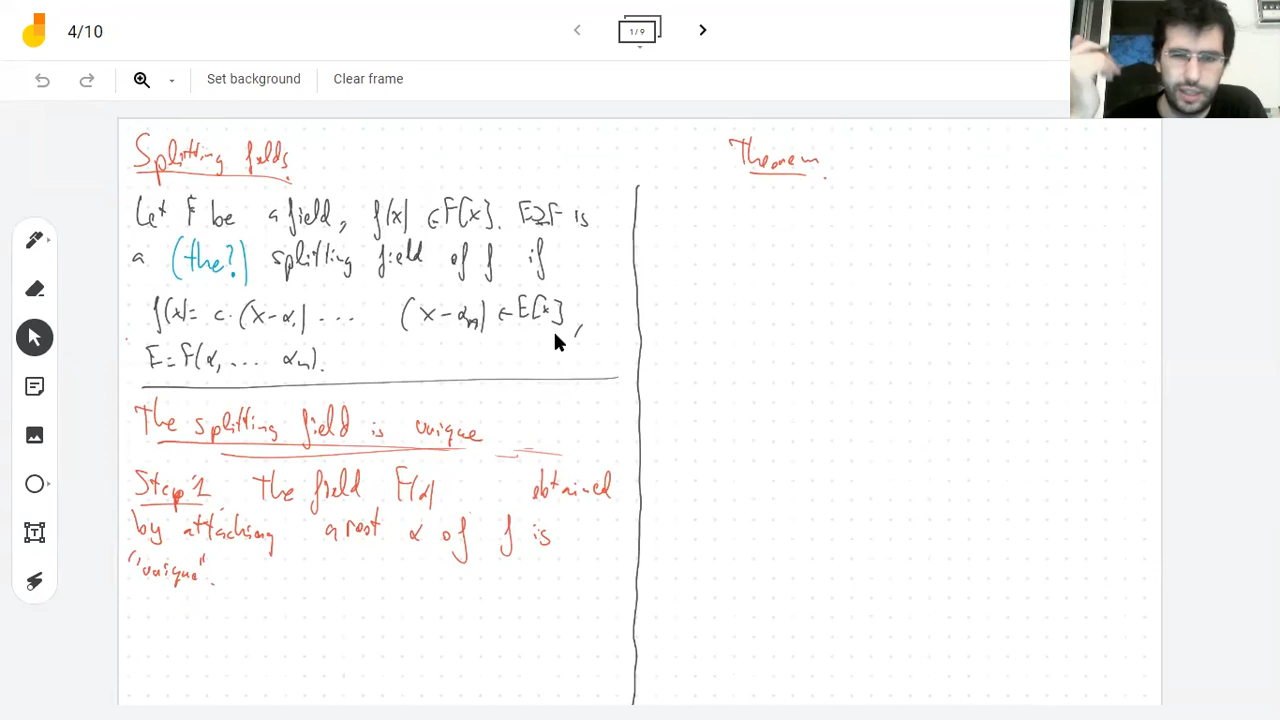 4/10
1/9
Set background
Clear frame
Splitting fields.
Let F be a field, f(x) ∈ F[x]. E⊇F is
a (the?) splitting field of f if
f(x) = c·(x-α₁) ... (x-αₙ) ∈ E[x],
E = F(α₁ ... αₙ).
The splitting field is unique
Step 1. The field F(α) obtained
by attaching a root α of f is
"unique".
Theorem.